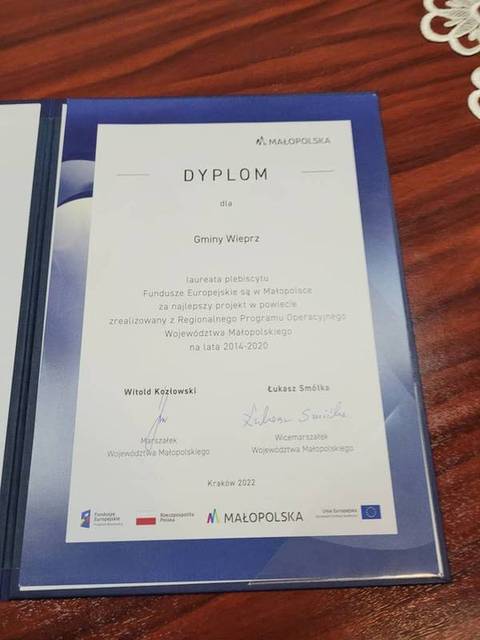 MAŁOPOLSKA
DYPLOM
dla
Gminy Wieprz
laureata plebiscytu
Fundusze Europejskie są w Małopolsce
za najlepszy projekt w powiecie
zrealizowany z Regionalnego Programu Operacyjnego
Województwa Małopolskiego
na lata 2014-2020
Witold Kozłowski Łukasz Smółka
Łukasz Smółka
Marszałek Wicemarszałek
Województwa Małopolskiego Województwa Małopolskiego
Kraków 2022
Fundusze Rzeczpospolita MAŁOPOLSKA Unia Europejska
Europejskie Polska